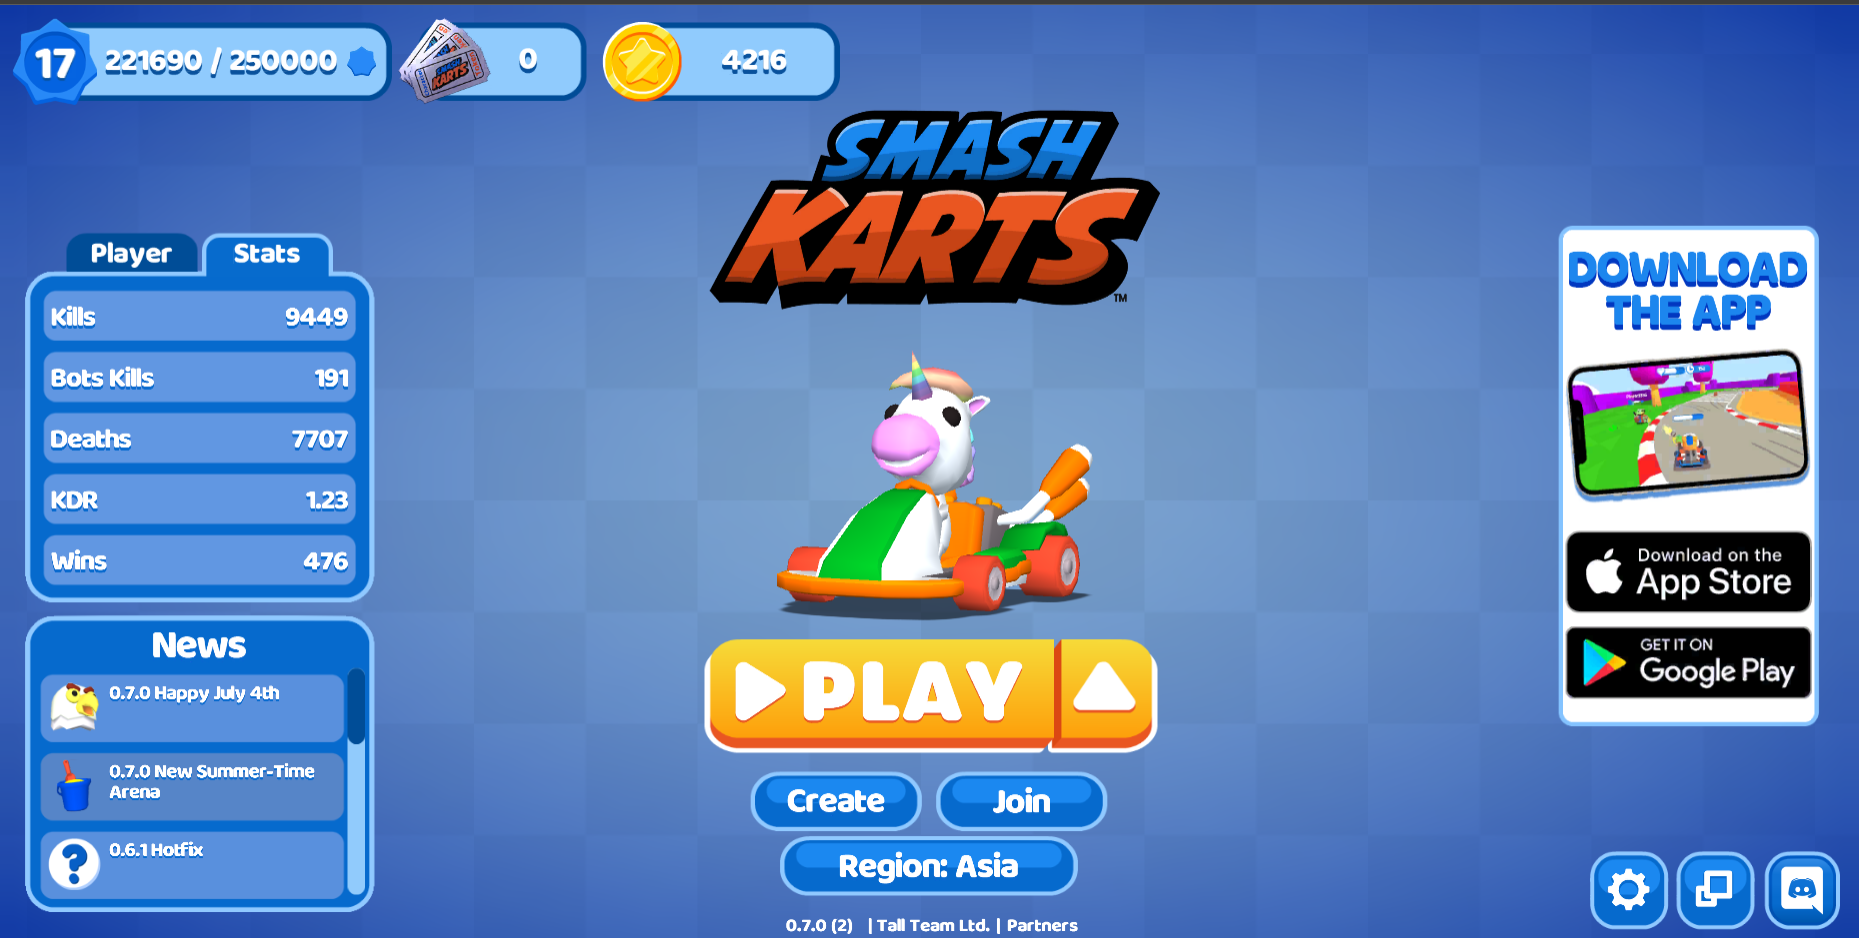 17
221690 / 250000
0
4216
SMASH
KARTS
TM
Player
Stats
Kills 9449
Bots Kills 191
Deaths 7707
KDR 1.23
Wins 476
News
0.7.0 Happy July 4th
0.7.0 New Summer-Time
Arena
0.6.1 Hotfix
?
PLAY
Create
Join
Region: Asia
0.7.0 (2) | Tall Team Ltd. | Partners
DOWNLOAD
THE APP
Download on the
App Store
GET IT ON
Google Play